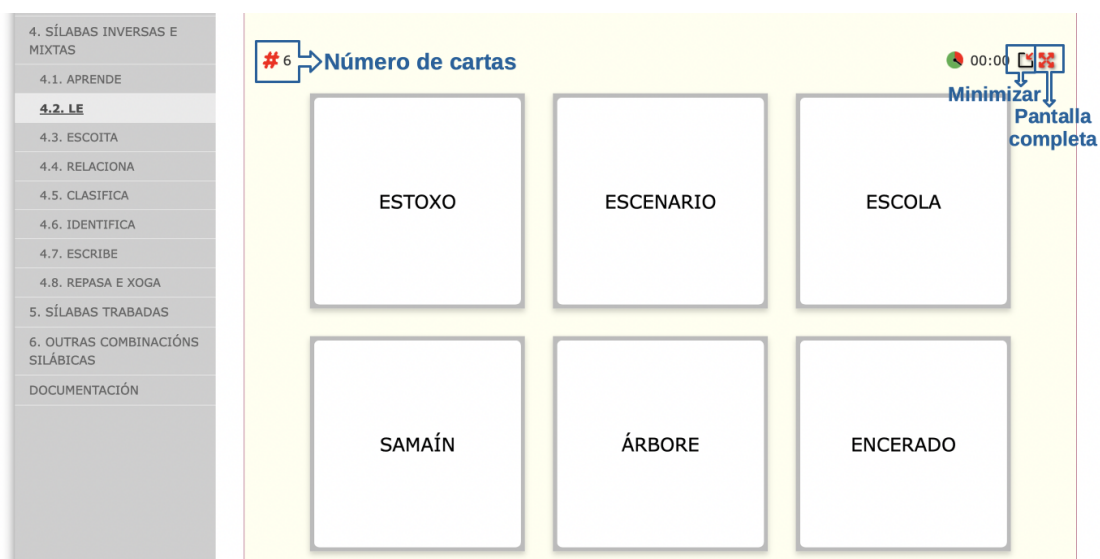 4. SÍLABAS INVERSAS E
MIXTAS
4.1. APRENDE
4.2. LE
4.3. ESCOITA
4.4. RELACIONA
4.5. CLASIFICA
4.6. IDENTIFICA
4.7. ESCRIBE
4.8. REPASA E XOGA
5. SÍLABAS TRABADAS
6. OUTRAS COMBINACIÓNS
SILÁBICAS
DOCUMENTACIÓN
# 6 Número de cartas
00:00
Minimizar
Pantalla
completa
ESTOXO ESCENARIO ESCOLA
SAMAÍN ÁRBORE ENCERADO